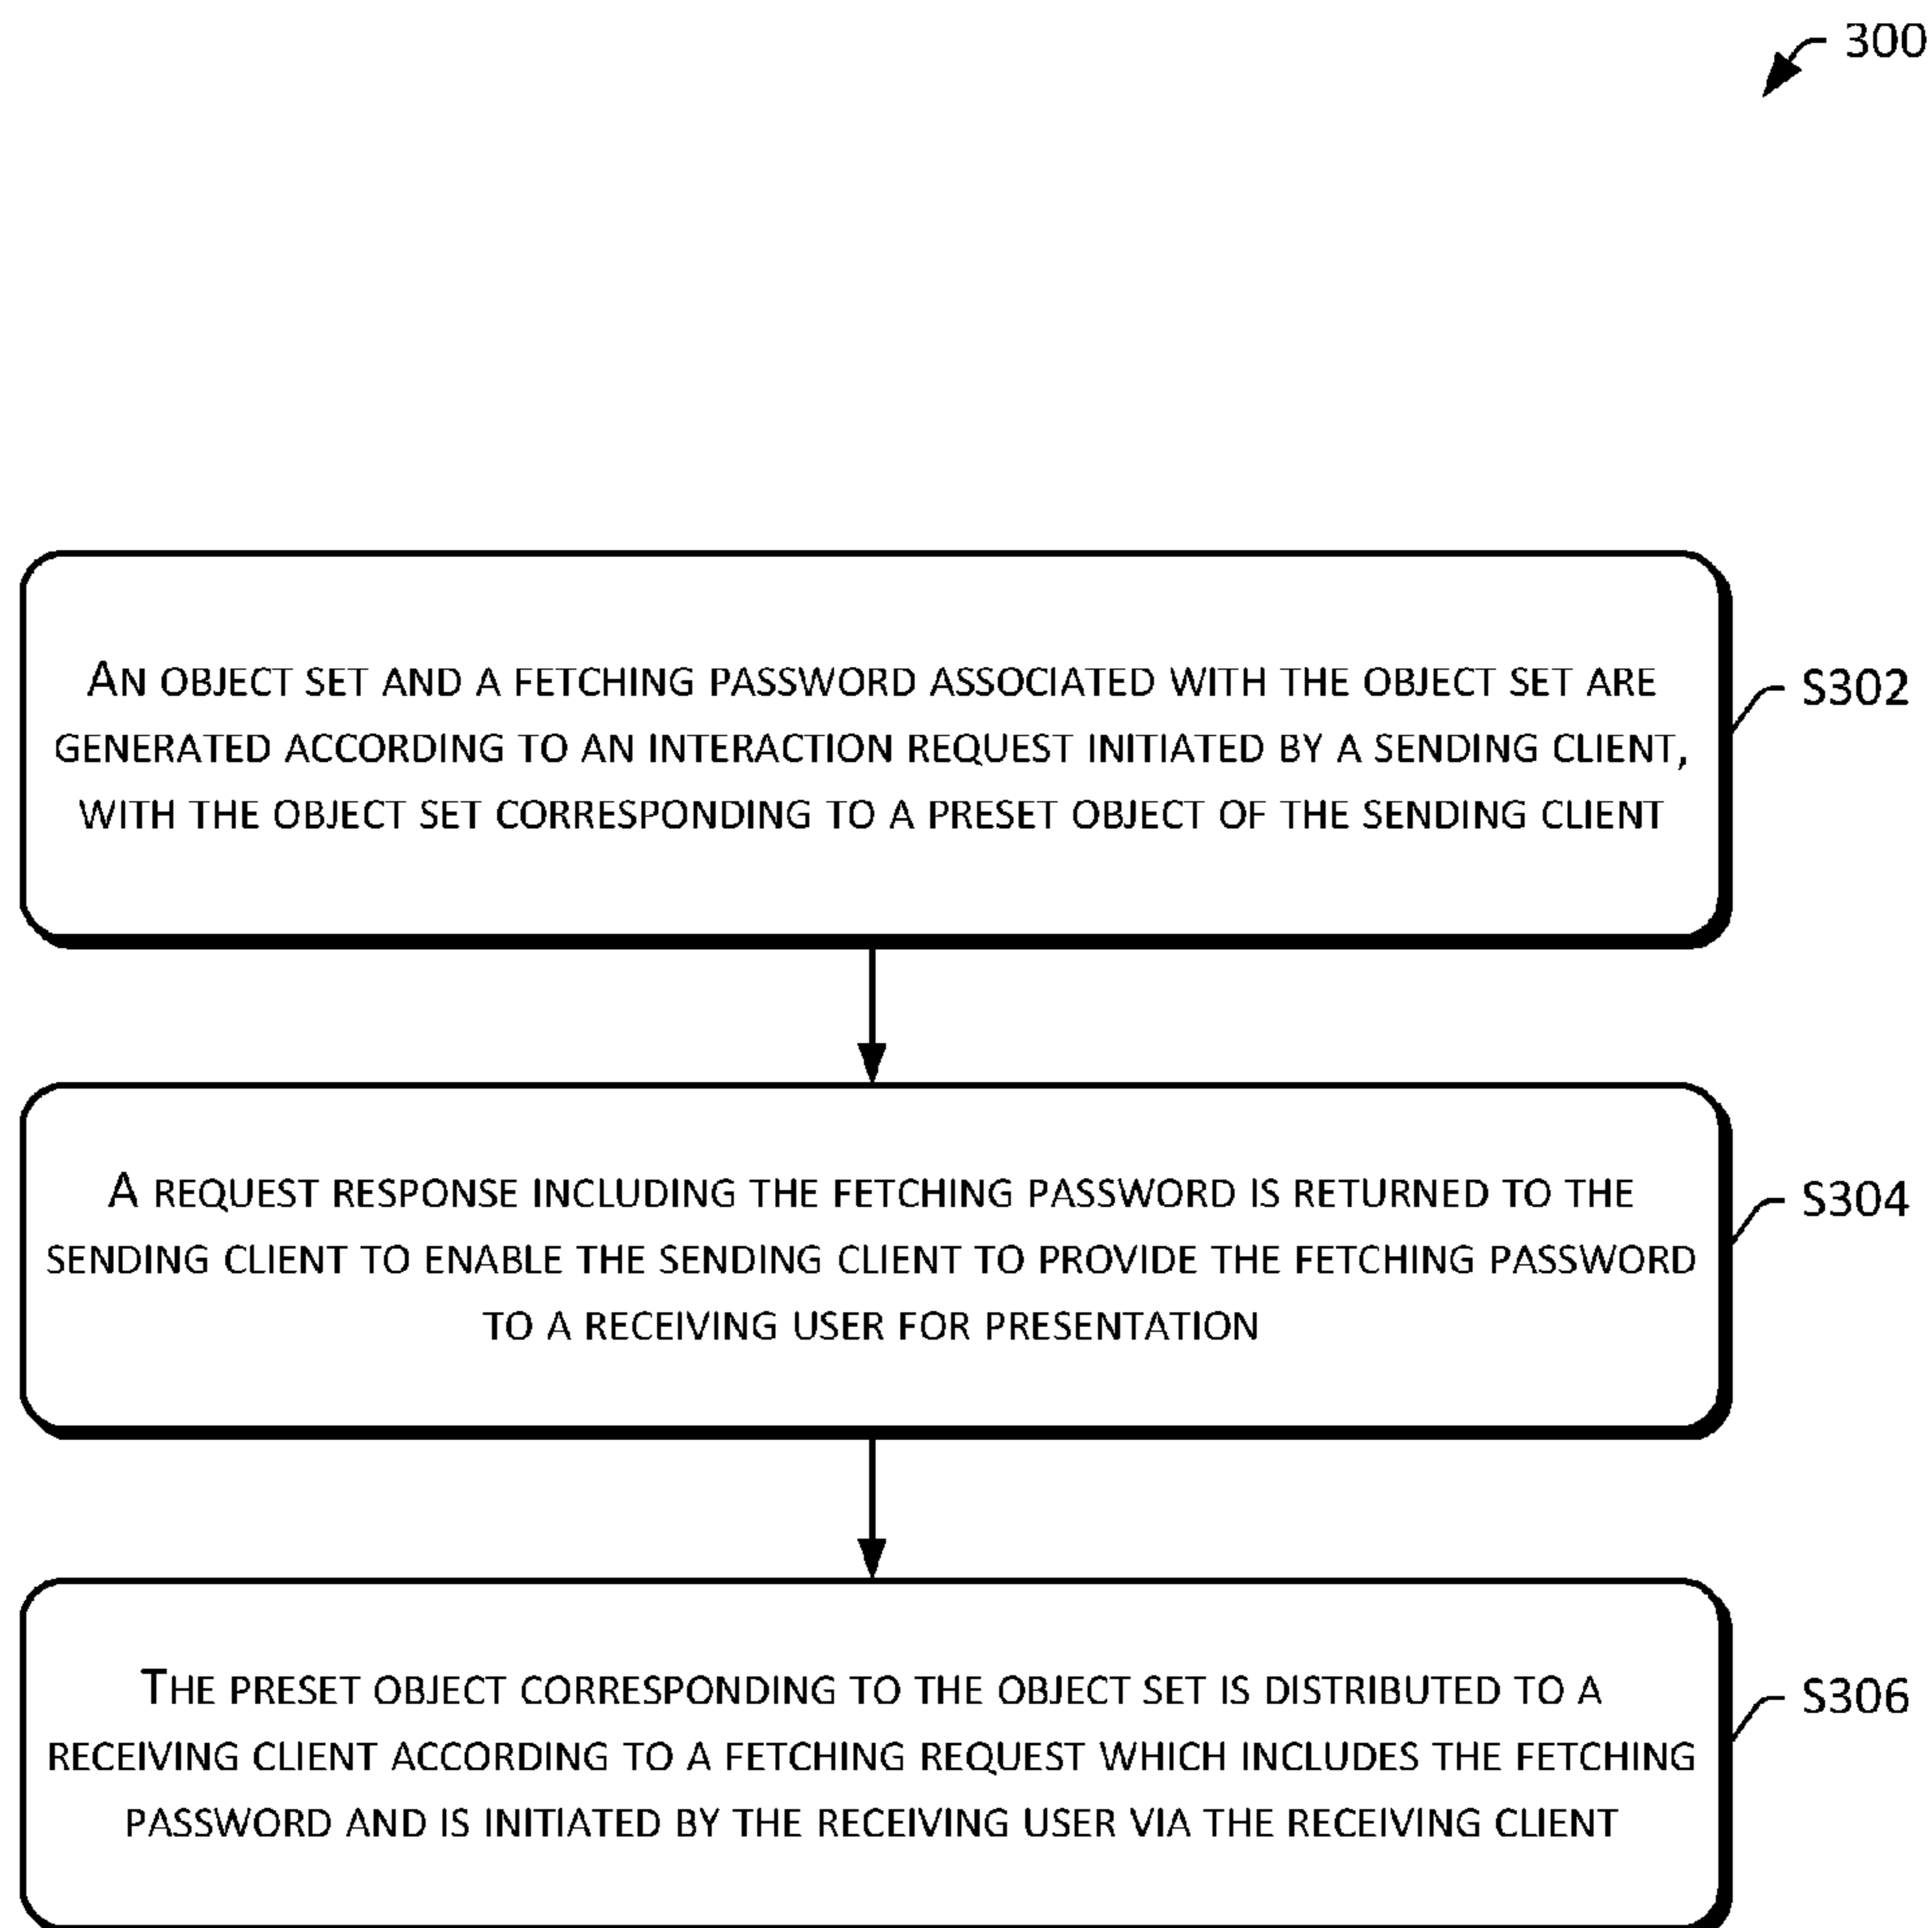 300
AN OBJECT SET AND A FETCHING PASSWORD ASSOCIATED WITH THE OBJECT SET ARE
GENERATED ACCORDING TO AN INTERACTION REQUEST INITIATED BY A SENDING CLIENT,
WITH THE OBJECT SET CORRESPONDING TO A PRESET OBJECT OF THE SENDING CLIENT
S302
A REQUEST RESPONSE INCLUDING THE FETCHING PASSWORD IS RETURNED TO THE
SENDING CLIENT TO ENABLE THE SENDING CLIENT TO PROVIDE THE FETCHING PASSWORD
TO A RECEIVING USER FOR PRESENTATION
S304
THE PRESET OBJECT CORRESPONDING TO THE OBJECT SET IS DISTRIBUTED TO A
RECEIVING CLIENT ACCORDING TO A FETCHING REQUEST WHICH INCLUDES THE FETCHING
PASSWORD AND IS INITIATED BY THE RECEIVING USER VIA THE RECEIVING CLIENT
S306